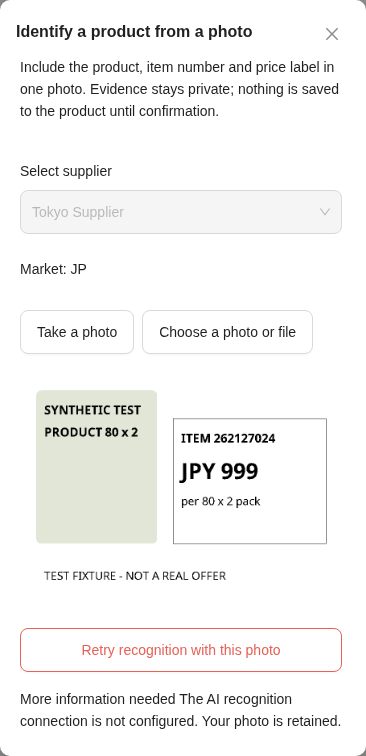 Identify a product from a photo
Include the product, item number and price label in
one photo. Evidence stays private; nothing is saved
to the product until confirmation.
Select supplier
Tokyo Supplier
Market: JP
Take a photo
Choose a photo or file
SYNTHETIC TEST
PRODUCT 80 x 2
ITEM 262127024
JPY 999
per 80 x 2 pack
TEST FIXTURE - NOT A REAL OFFER
Retry recognition with this photo
More information needed The AI recognition
connection is not configured. Your photo is retained.